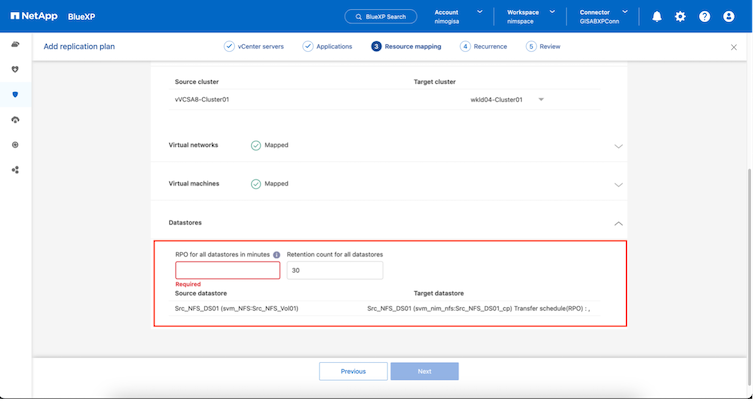 NetApp BlueXP
BlueXP Search
Account
nimogisa
Workspace
nimspace
Connector
GISABXPConn
Add replication plan
vCenter servers
Applications
3 Resource mapping
4 Recurrence
5 Review
Source cluster Target cluster
vVCSA8-Cluster01 wkld04-Cluster01
Virtual networks Mapped
Virtual machines Mapped
Datastores
RPO for all datastores in minutes Retention count for all datastores
30
Required
Source datastore Target datastore
Src_NFS_DS01 (svm_NFS:Src_NFS_Vol01) Src_NFS_DS01 (svm_nim_nfs:Src_NFS_DS01_cp) Transfer schedule(RPO) : ,
Previous Next